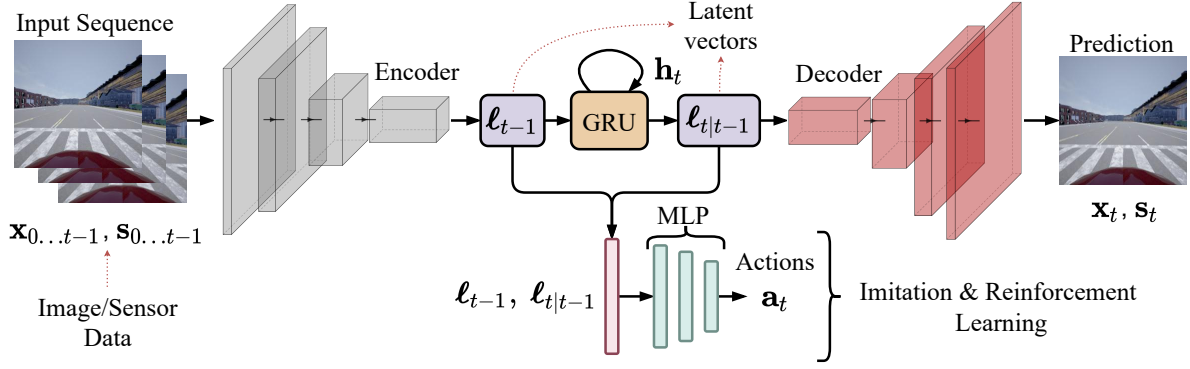 Input Sequence
Encoder
Latent
vectors
Decoder
Prediction
h_t
ℓ_{t−1}
GRU
ℓ_{t|t−1}
x_{0…t−1}, s_{0…t−1}
x_t, s_t
Image/Sensor
Data
MLP
ℓ_{t−1}, ℓ_{t|t−1}
Actions
a_t
Imitation & Reinforcement
Learning